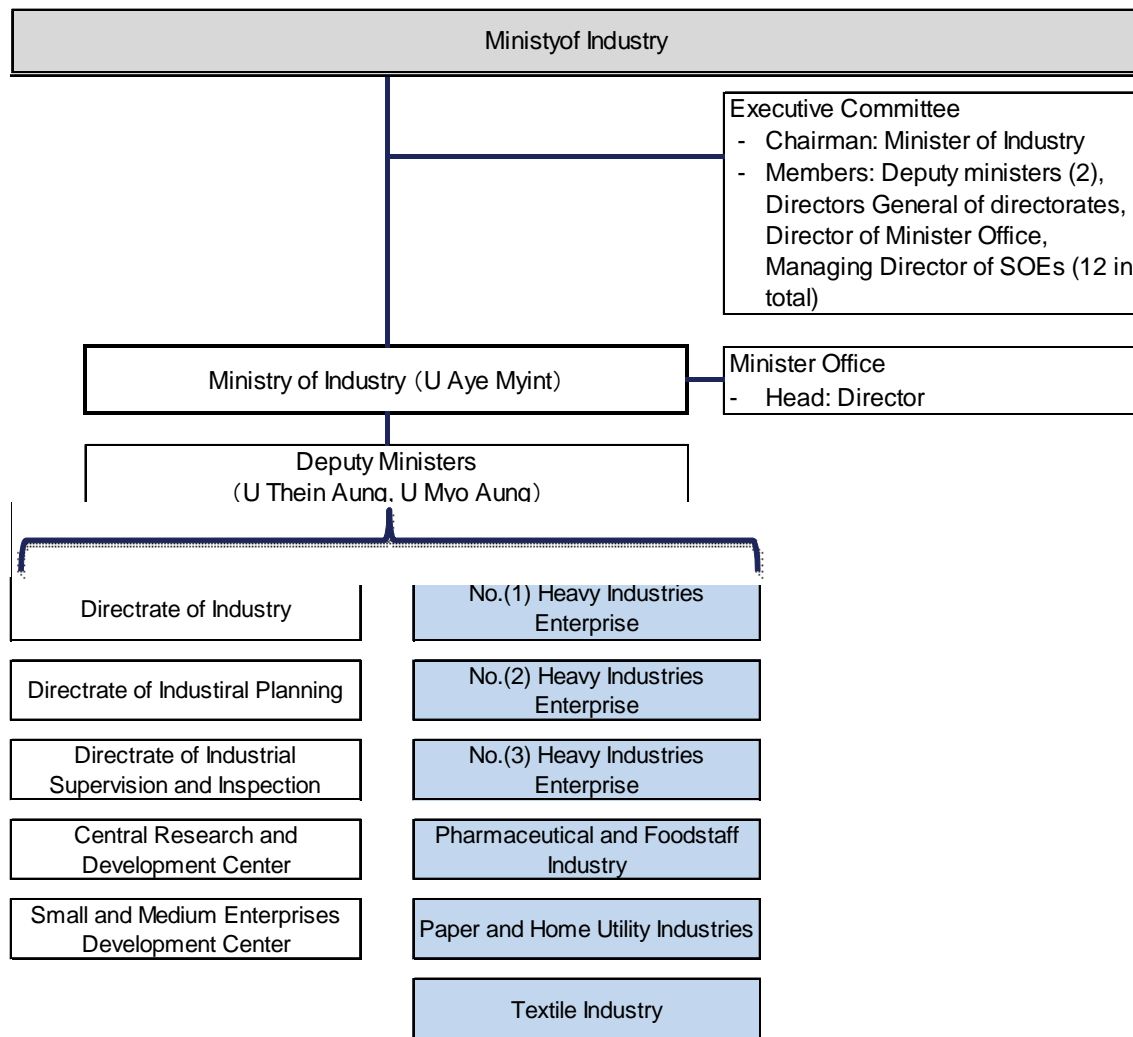 Ministyof Industry
Executive Committee
- Chairman: Minister of Industry
- Members: Deputy ministers (2),
Directors General of directorates,
Director of Minister Office,
Managing Director of SOEs (12 in
total)
Ministry of Industry (U Aye Myint)
Minister Office
- Head: Director
Deputy Ministers
(U Thein Aung, U Myo Aung)
Directrate of Industry
No.(1) Heavy Industries
Enterprise
Directrate of Industiral Planning
No.(2) Heavy Industries
Enterprise
Directrate of Industrial
Supervision and Inspection
No.(3) Heavy Industries
Enterprise
Central Research and
Development Center
Pharmaceutical and Foodstaff
Industry
Small and Medium Enterprises
Development Center
Paper and Home Utility Industries
Textile Industry